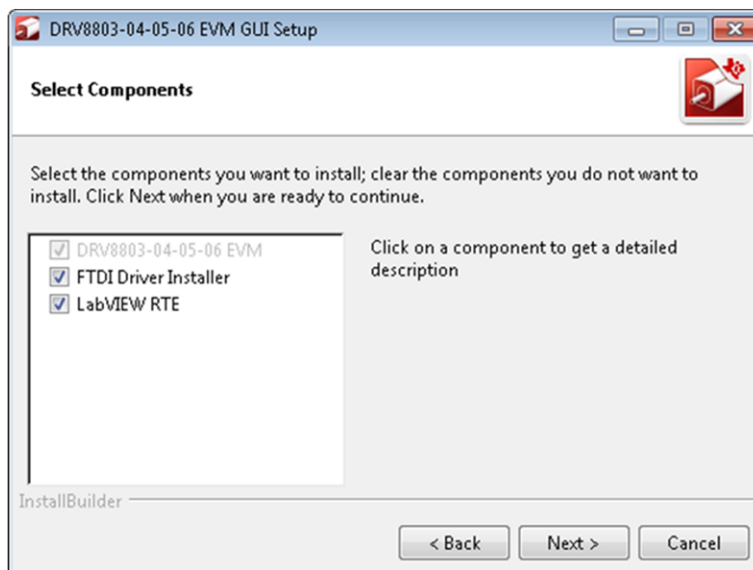 DRV8803-04-05-06 EVM GUI Setup
Select Components
Select the components you want to install; clear the components you do not want to
install. Click Next when you are ready to continue.
DRV8803-04-05-06 EVM
FTDI Driver Installer
LabVIEW RTE
Click on a component to get a detailed
description
InstallBuilder
< Back
Next >
Cancel